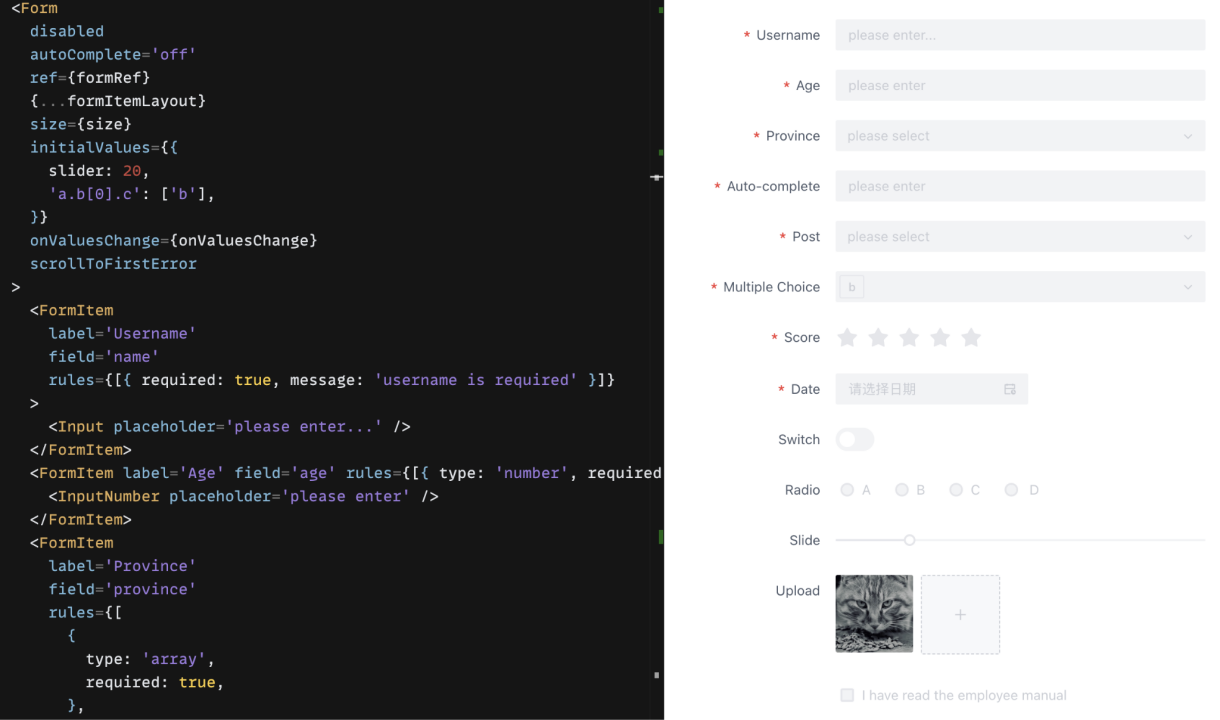 <Form
disabled
autoComplete='off'
ref={formRef}
{...formItemLayout}
size={size}
initialValues={{
slider: 20,
'a.b[0].c': ['b'],
}}
onValuesChange={onValuesChange}
scrollToFirstError
>
<FormItem
label='Username'
field='name'
rules={[{ required: true, message: 'username is required' }]}
>
<Input placeholder='please enter...' />
</FormItem>
<FormItem label='Age' field='age' rules={[{ type: 'number', required
<InputNumber placeholder='please enter' />
</FormItem>
<FormItem
label='Province'
field='province'
rules={[
{
type: 'array',
required: true,
},
* Username please enter...
* Age please enter
* Province please select
* Auto-complete please enter
* Post please select
* Multiple Choice b
* Score
* Date 请选择日期
Switch
Radio A B C D
Slide
Upload
+
I have read the employee manual